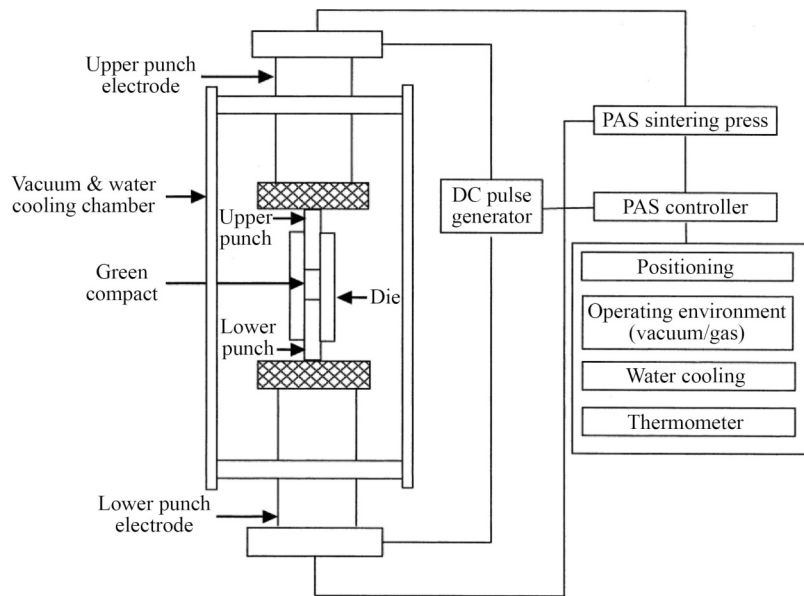 Upper punch
electrode
Vacuum & water
cooling chamber
Upper
punch
Green
compact
Die
Lower
punch
Lower punch
electrode
DC pulse
generator
PAS sintering press
PAS controller
Positioning
Operating environment
(vacuum/gas)
Water cooling
Thermometer